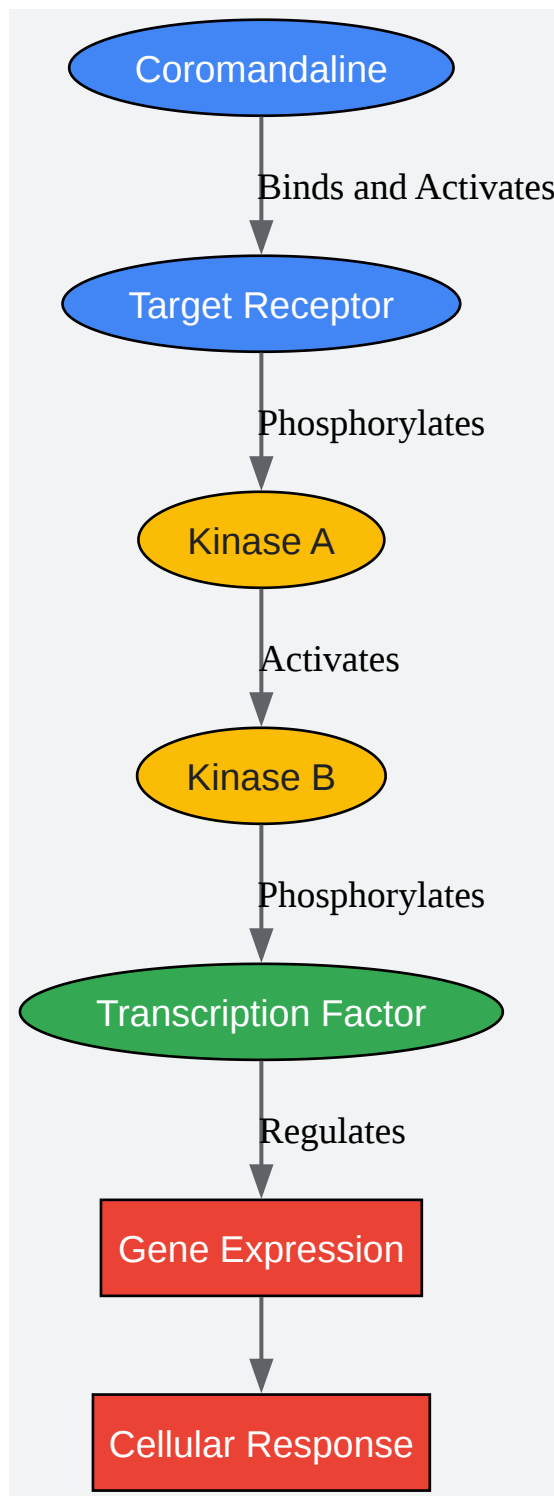 Coromandaline
Binds and Activates
Target Receptor
Phosphorylates
Kinase A
Activates
Kinase B
Phosphorylates
Transcription Factor
Regulates
Gene Expression
Cellular Response